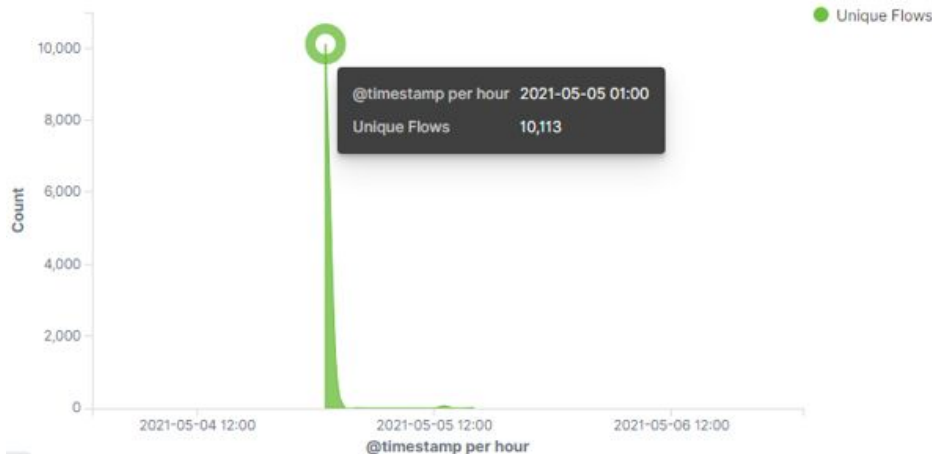 Unique Flows
10,000
8,000
6,000
4,000
2,000
0
Count
@timestamp per hour 2021-05-05 01:00
Unique Flows 10,113
2021-05-04 12:00 2021-05-05 12:00 2021-05-06 12:00
@timestamp per hour